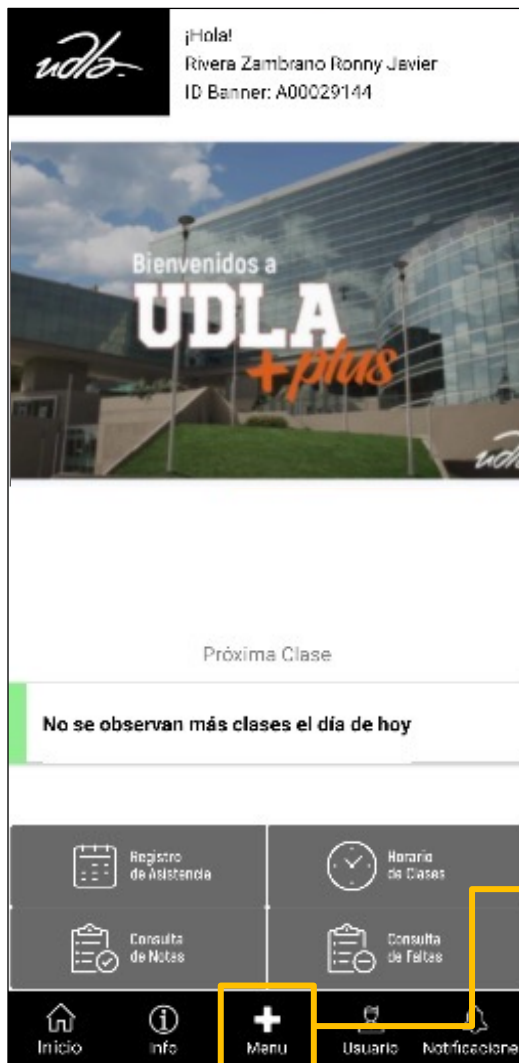 udla-
¡Hola!
Rivera Zambrano Ronny Javier
ID Banner: A00029144
Bienvenidos a
UDLA
+plus
udla
Próxima Clase
No se observan más clases el día de hoy
Registro
de Asistencia
Horario
de Clases
Consulta
de Notas
Consulta
de Faltas
Inicio
Info
Menu
Usuario
Notificacione